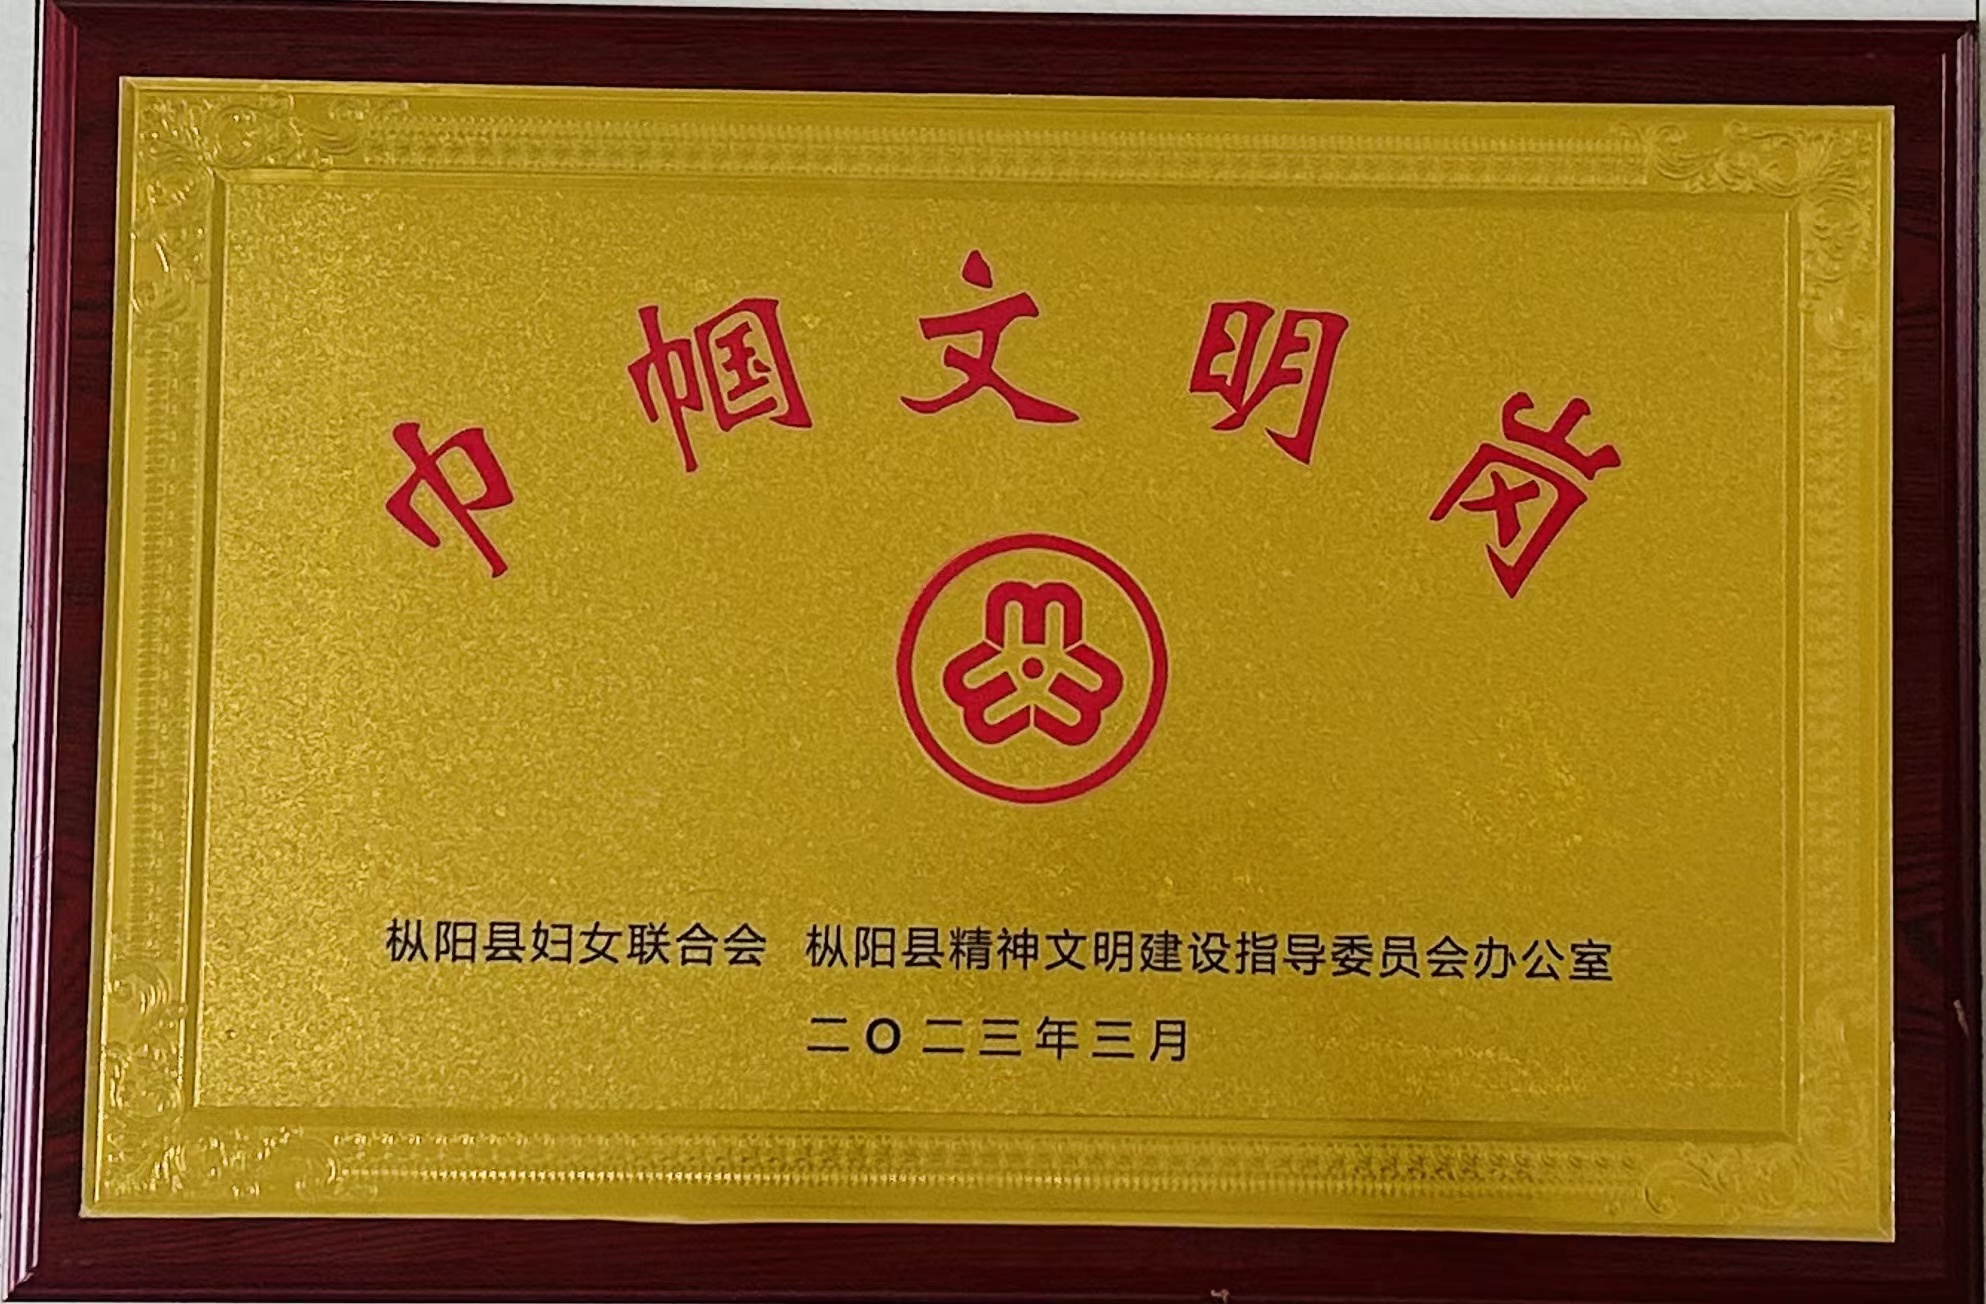 巾帼文明岗
枞阳县妇女联合会 枞阳县精神文明建设指导委员会办公室
二O二三年三月